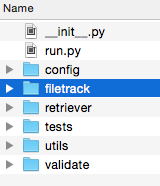 Name
__init__.py
run.py
config
filetrack
retriever
tests
utils
validate